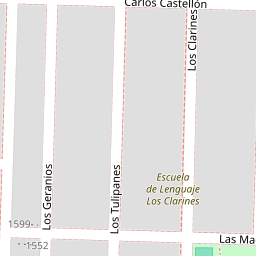 Carlos Castellón
Los Clarines
Los Geranios
Los Tulipanes
Escuela
de Lenguaje
Los Clarines
1599
1552
Las Ma